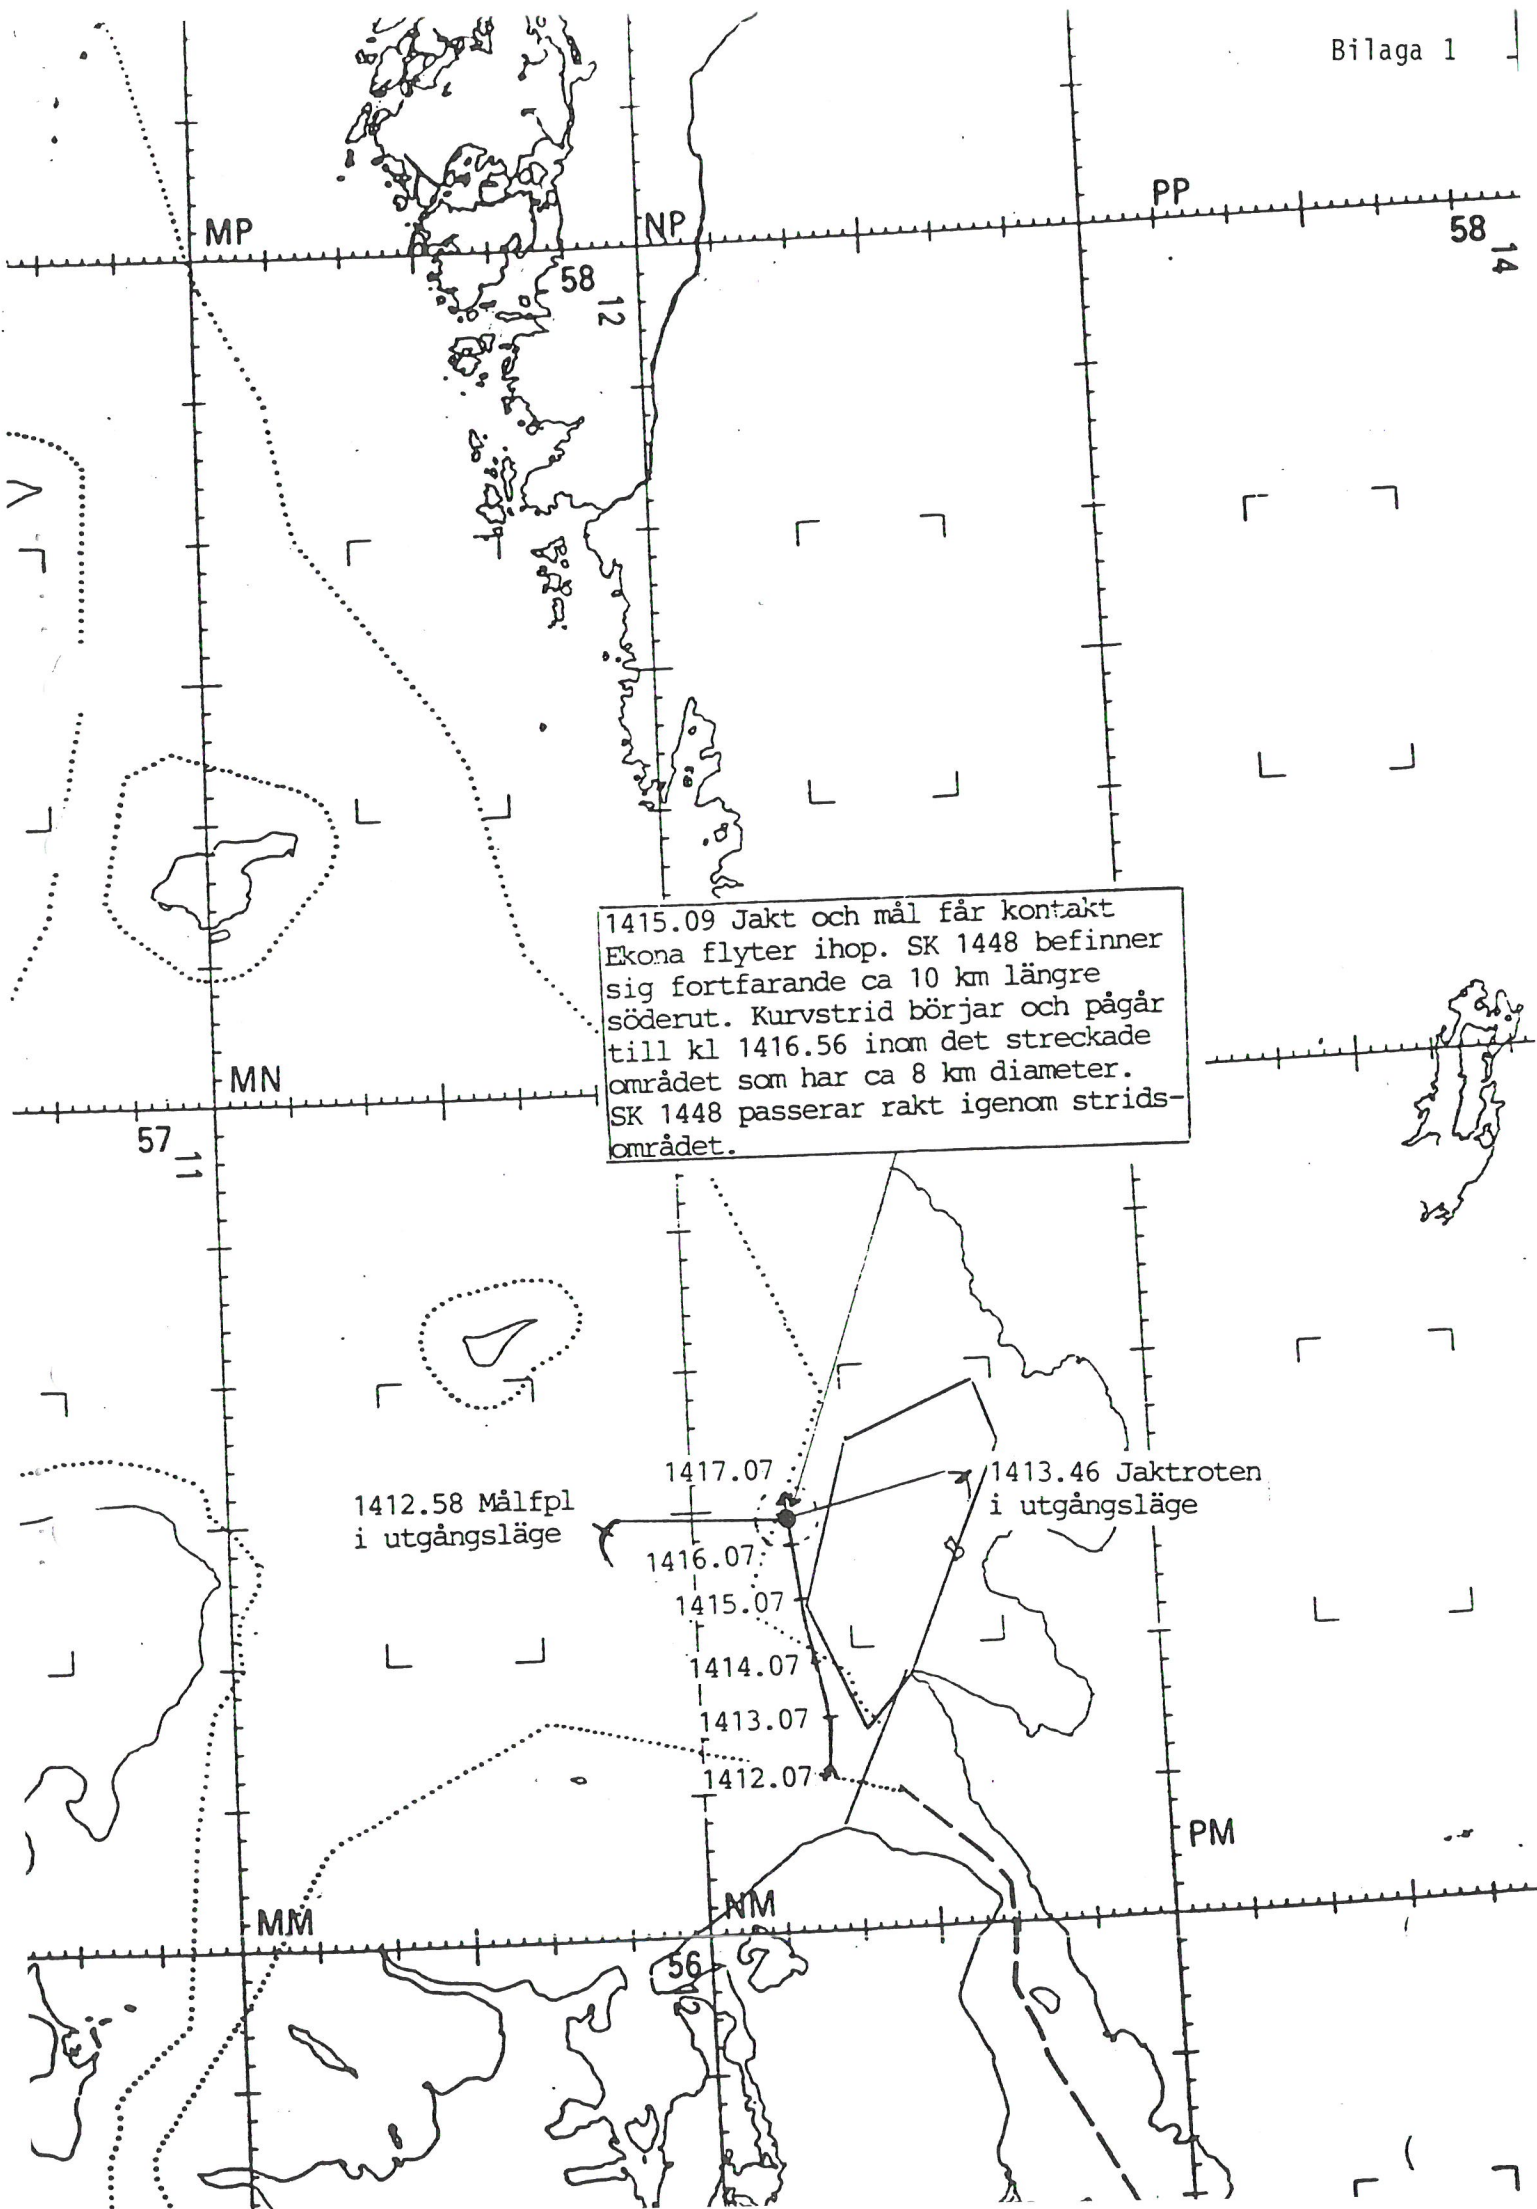 Bilaga 1
PP
MP
NP
58
14
58
12
1415.09 Jakt och mål får kontakt
Ekona flyter ihop. SK 1448 befinner
sig fortfarande ca 10 km längre
söderut. Kurvstrid börjar och pågår
till kl 1416.56 inom det streckade
området som har ca 8 km diameter.
SK 1448 passerar rakt igenom strids-
området.
MN
57
11
1417.07
1413.46 Jaktroten
i utgångsläge
1412.58 Målfpl
i utgångsläge
1416.07
1415.07
1414.07
1413.07
1412.07
PM
NM
MM
56